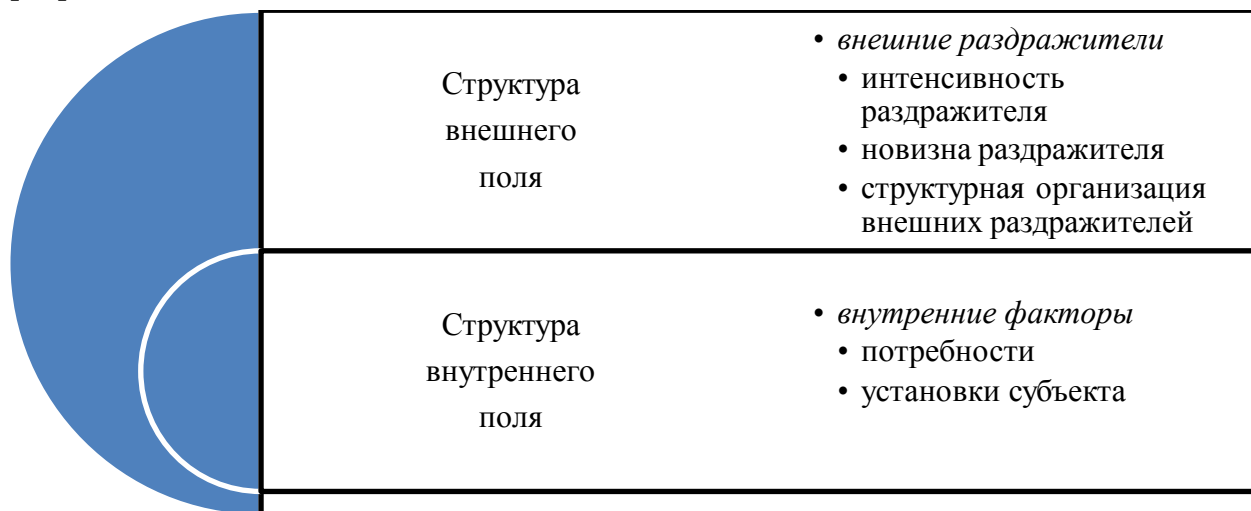 Структура
внешнего
поля
• внешние раздражители
• интенсивность
раздражителя
• новизна раздражителя
• структурная организация
внешних раздражителей
Структура
внутреннего
поля
• внутренние факторы
• потребности
• установки субъекта